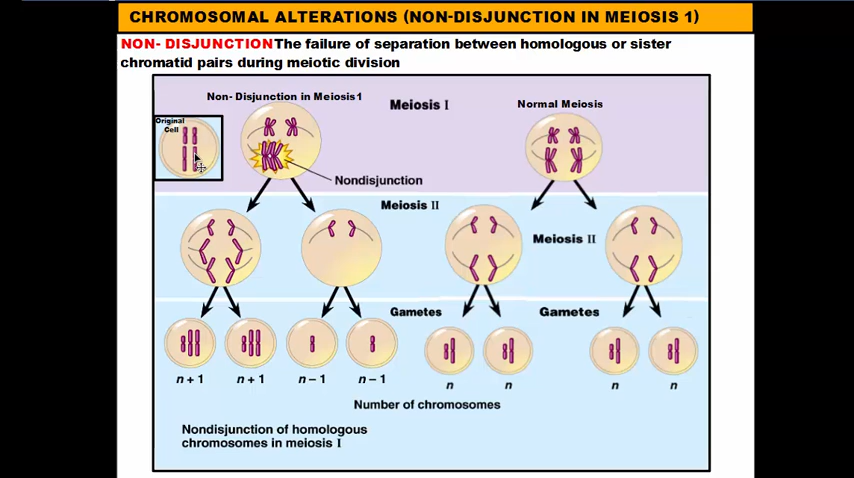 CHROMOSOMAL ALTERATIONS (NON-DISJUNCTION IN MEIOSIS 1)
NON- DISJUNCTIONThe failure of separation between homologous or sister
chromatid pairs during meiotic division
Non- Disjunction in Meiosis1
Meiosis I
Normal Meiosis
Original
Cell
Nondisjunction
Meiosis II
Meiosis II
Gametes
Gametes
n + 1
n + 1
n – 1
n – 1
n
n
n
n
Number of chromosomes
Nondisjunction of homologous
chromosomes in meiosis I